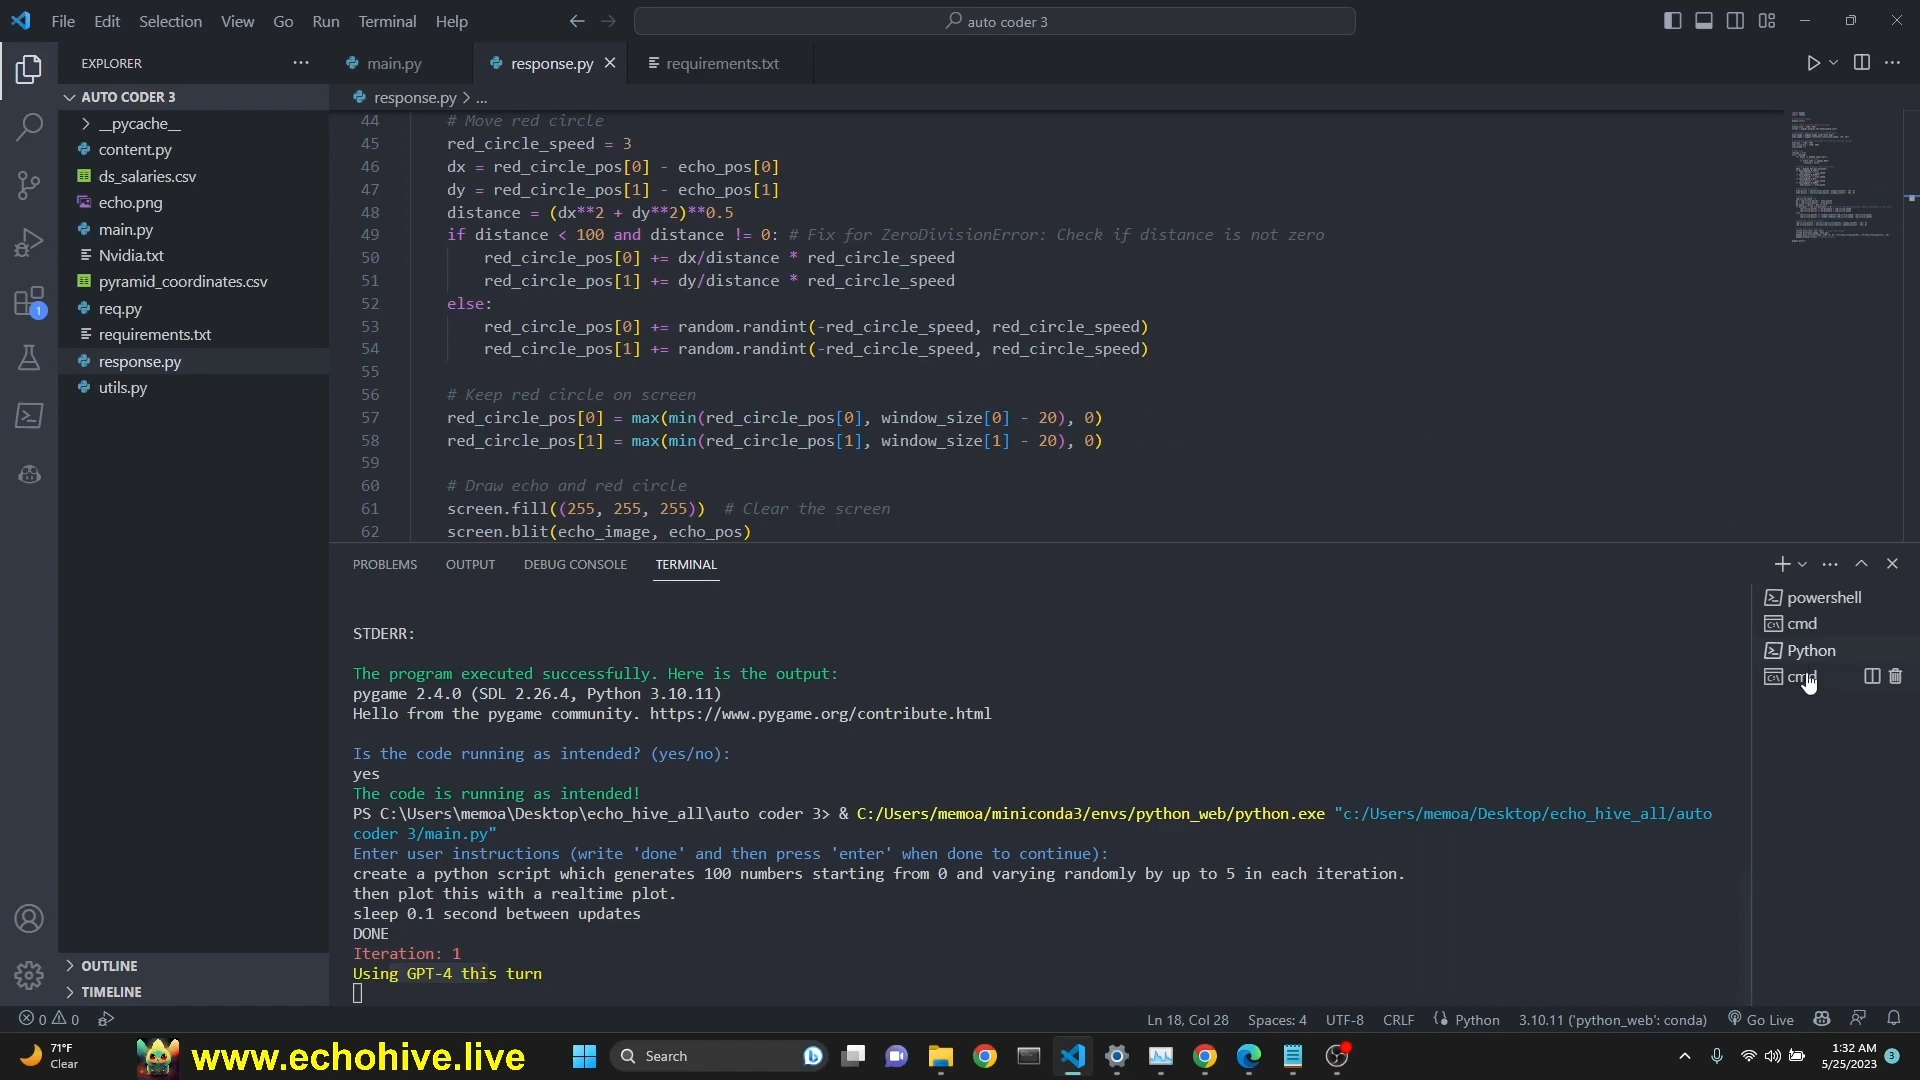 File Edit Selection View Go Run Terminal Help
auto coder 3
EXPLORER
main.py
response.py
requirements.txt
AUTO CODER 3
response.py > ...
__pycache__
content.py
ds_salaries.csv
echo.png
main.py
Nvidia.txt
pyramid_coordinates.csv
req.py
requirements.txt
response.py
utils.py
1
OUTLINE
TIMELINE
44 # Move red circle
45 red_circle_speed = 3
46 dx = red_circle_pos[0] - echo_pos[0]
47 dy = red_circle_pos[1] - echo_pos[1]
48 distance = (dx**2 + dy**2)**0.5
49 if distance < 100 and distance != 0: # Fix for ZeroDivisionError: Check if distance is not zero
50 red_circle_pos[0] += dx/distance * red_circle_speed
51 red_circle_pos[1] += dy/distance * red_circle_speed
52 else:
53 red_circle_pos[0] += random.randint(-red_circle_speed, red_circle_speed)
54 red_circle_pos[1] += random.randint(-red_circle_speed, red_circle_speed)
55
56 # Keep red circle on screen
57 red_circle_pos[0] = max(min(red_circle_pos[0], window_size[0] - 20), 0)
58 red_circle_pos[1] = max(min(red_circle_pos[1], window_size[1] - 20), 0)
59
60 # Draw echo and red circle
61 screen.fill((255, 255, 255)) # Clear the screen
62 screen.blit(echo_image, echo_pos)
PROBLEMS OUTPUT DEBUG CONSOLE TERMINAL
powershell
cmd
Python
cmd
STDERR:
The program executed successfully. Here is the output:
pygame 2.4.0 (SDL 2.26.4, Python 3.10.11)
Hello from the pygame community. https://www.pygame.org/contribute.html
Is the code running as intended? (yes/no):
yes
The code is running as intended!
PS C:\Users\memoa\Desktop\echo_hive_all\auto coder 3> & C:/Users/memoa/miniconda3/envs/python_web/python.exe "c:/Users/memoa/Desktop/echo_hive_all/auto
coder 3/main.py"
Enter user instructions (write 'done' and then press 'enter' when done to continue):
create a python script which generates 100 numbers starting from 0 and varying randomly by up to 5 in each iteration.
then plot this with a realtime plot.
sleep 0.1 second between updates
DONE
Iteration: 1
Using GPT-4 this turn
0 0
Ln 18, Col 28 Spaces: 4 UTF-8 CRLF Python 3.10.11 ('python_web': conda) Go Live
71°F
Clear
www.echohive.live
Search
1:32 AM
5/25/2023
3